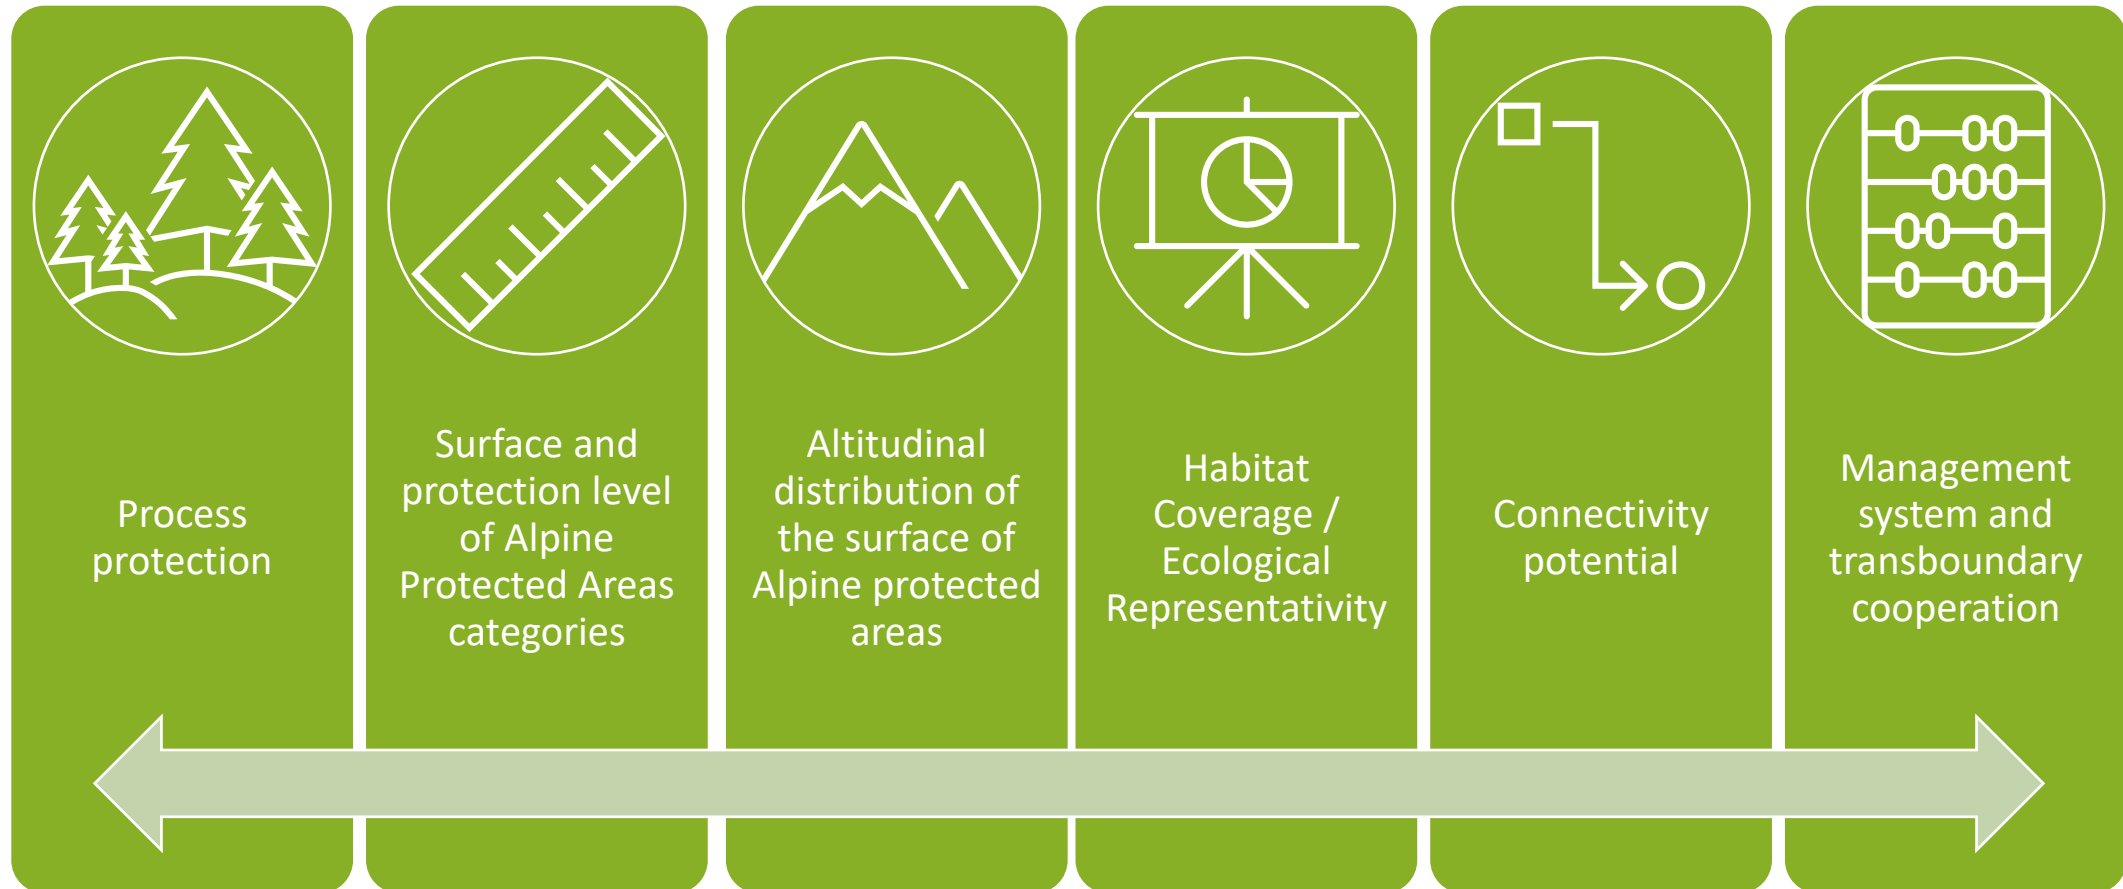 Process
protection
Surface and
protection level
of Alpine
Protected Areas
categories
Altitudinal
distribution of
the surface of
Alpine protected
areas
Habitat
Coverage /
Ecological
Representativity
Connectivity
potential
Management
system and
transboundary
cooperation